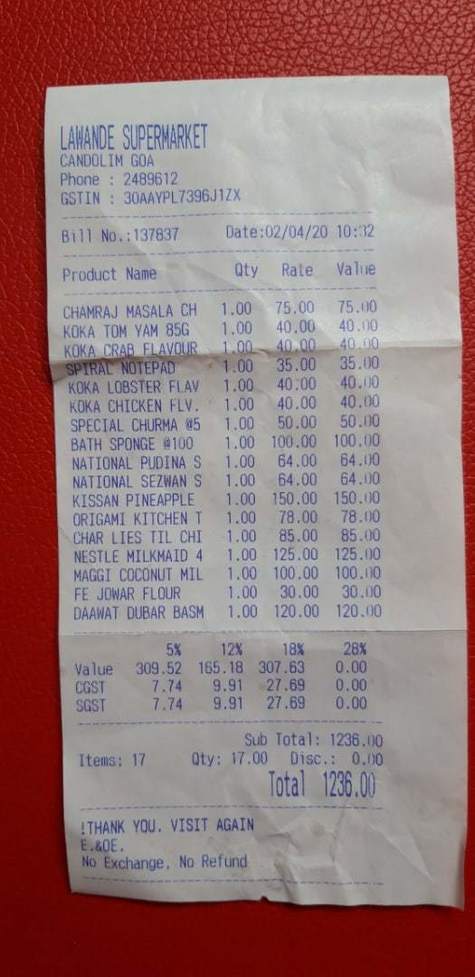 LAWANDE SUPERMARKET
CANDOLIM GOA
Phone : 2489612
GSTIN : 30AAYPL7396J1ZX
Bill No.:137837 Date:02/04/20 10:32
Product Name Qty Rate Value
CHAMRAJ MASALA CH 1.00 75.00 75.00
KOKA TOM YAM 85G 1.00 40.00 40.00
KOKA CRAB FLAVOUR 1.00 40.00 40.00
SPIRAL NOTEPAD 1.00 35.00 35.00
KOKA LOBSTER FLAV 1.00 40.00 40.00
KOKA CHICKEN FLV. 1.00 40.00 40.00
SPECIAL CHURMA @5 1.00 50.00 50.00
BATH SPONGE @100 1.00 100.00 100.00
NATIONAL PUDINA S 1.00 64.00 64.00
NATIONAL SEZWAN S 1.00 64.00 64.00
KISSAN PINEAPPLE 1.00 150.00 150.00
ORIGAMI KITCHEN T 1.00 78.00 78.00
CHAR LIES TIL CHI 1.00 85.00 85.00
NESTLE MILKMAID 4 1.00 125.00 125.00
MAGGI COCONUT MIL 1.00 100.00 100.00
FE JOWAR FLOUR 1.00 30.00 30.00
DAAWAT DUBAR BASM 1.00 120.00 120.00
5% 12% 18% 28%
Value 309.52 165.18 307.63 0.00
CGST 7.74 9.91 27.69 0.00
SGST 7.74 9.91 27.69 0.00
Sub Total: 1236.00
Items: 17 Qty: 17.00 Disc.: 0.00
Total 1236.00
!THANK YOU. VISIT AGAIN
E.&OE.
No Exchange, No Refund